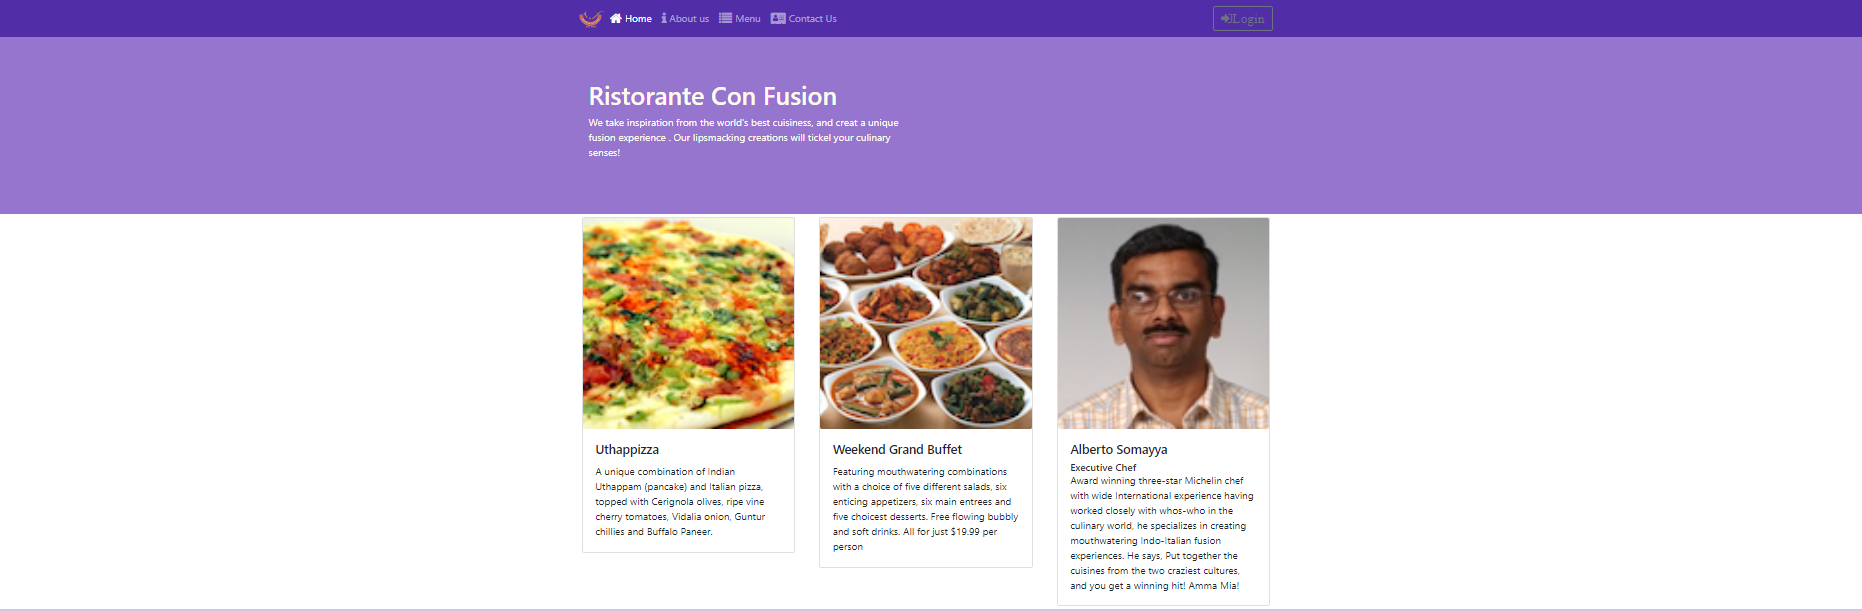 Home About us Menu Contact Us Login
Ristorante Con Fusion
We take inspiration from the world's best cuisiness, and creat a unique
fusion experience . Our lipsmacking creations will tickel your culinary
senses!
Uthappizza
A unique combination of Indian
Uthappam (pancake) and Italian pizza,
topped with Cerignola olives, ripe vine
cherry tomatoes, Vidalia onion, Guntur
chillies and Buffalo Paneer.
Weekend Grand Buffet
Featuring mouthwatering combinations
with a choice of five different salads, six
enticing appetizers, six main entrees and
five choicest desserts. Free flowing bubbly
and soft drinks. All for just $19.99 per
person
Alberto Somayya
Executive Chef
Award winning three-star Michelin chef
with wide International experience having
worked closely with whos-who in the
culinary world, he specializes in creating
mouthwatering Indo-Italian fusion
experiences. He says, Put together the
cuisines from the two craziest cultures,
and you get a winning hit! Amma Mia!